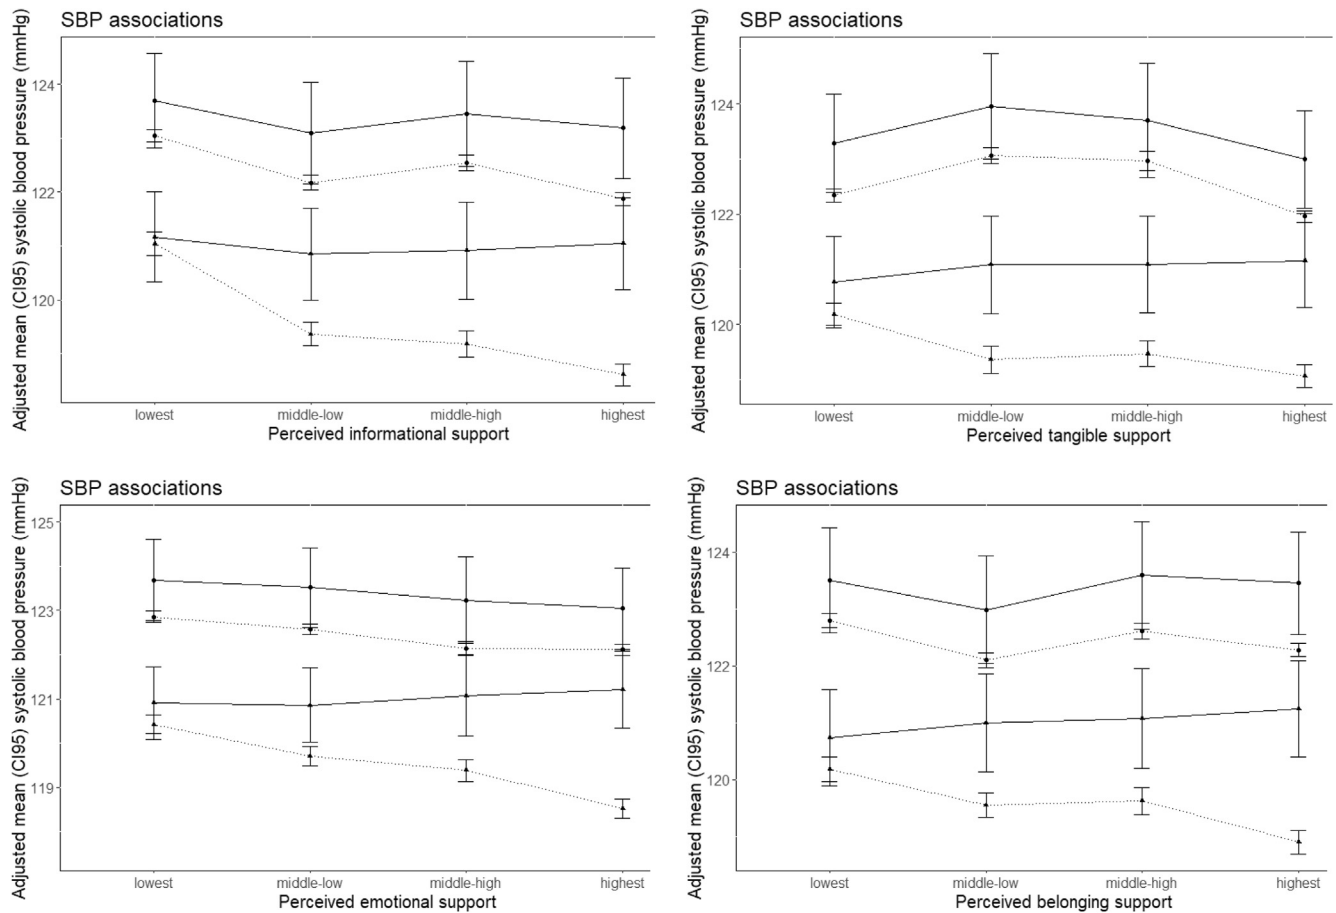 SBP associations
Adjusted mean (CI95) systolic blood pressure (mmHg)
124
122
120
lowest middle-low middle-high highest
Perceived informational support
SBP associations
Adjusted mean (CI95) systolic blood pressure (mmHg)
124
122
120
lowest middle-low middle-high highest
Perceived tangible support
SBP associations
Adjusted mean (CI95) systolic blood pressure (mmHg)
125
123
121
119
lowest middle-low middle-high highest
Perceived emotional support
SBP associations
Adjusted mean (CI95) systolic blood pressure (mmHg)
124
122
120
lowest middle-low middle-high highest
Perceived belonging support